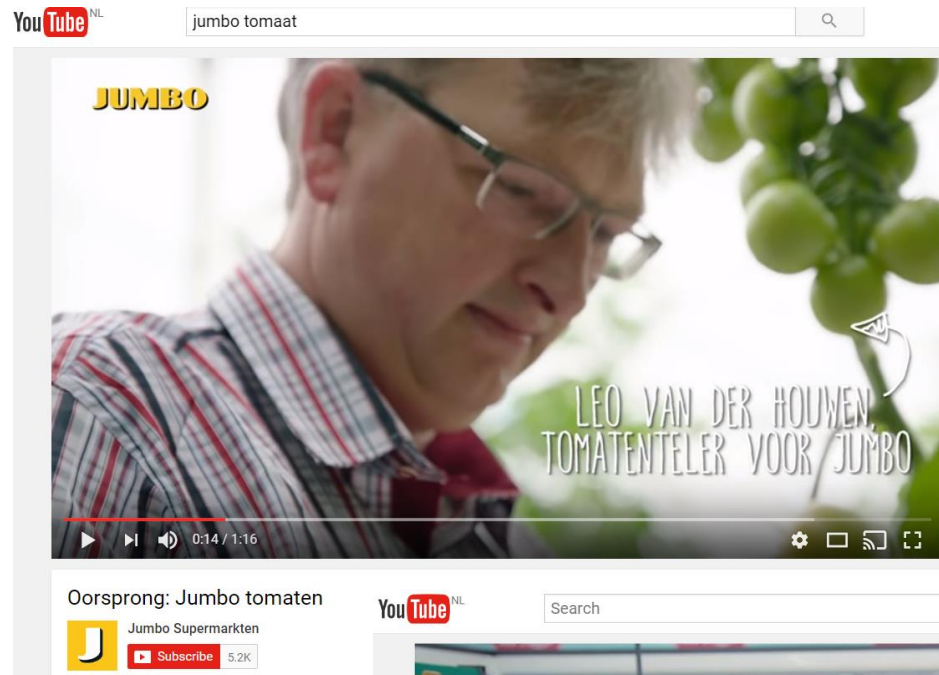 YouTube NL
jumbo tomaat
JUMBO
LEO VAN DER HOUWEN,
TOMATENTELER VOOR JUMBO
0:14 / 1:16
Oorsprong: Jumbo tomaten
J
Jumbo Supermarkten
Subscribe 5.2K
YouTube NL
Search